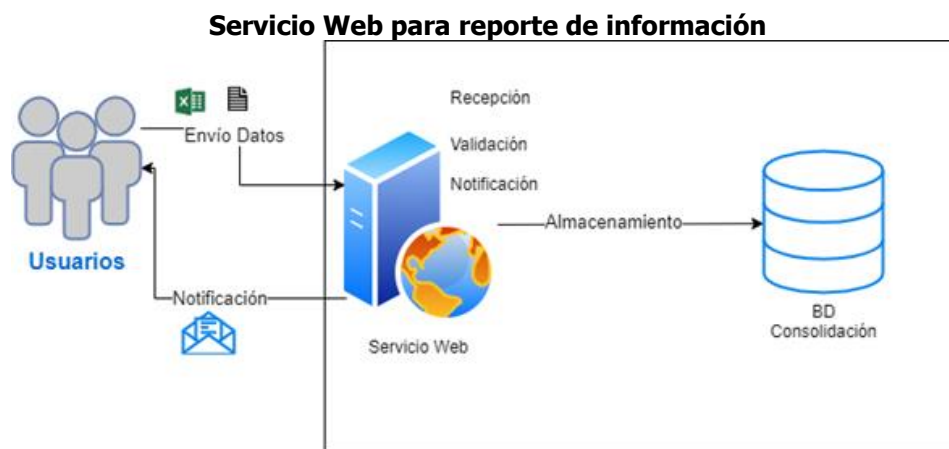 Servicio Web para reporte de información
Envío Datos
Usuarios
Notificación
Recepción
Validación
Notificación
Servicio Web
Almacenamiento
BD
Consolidación